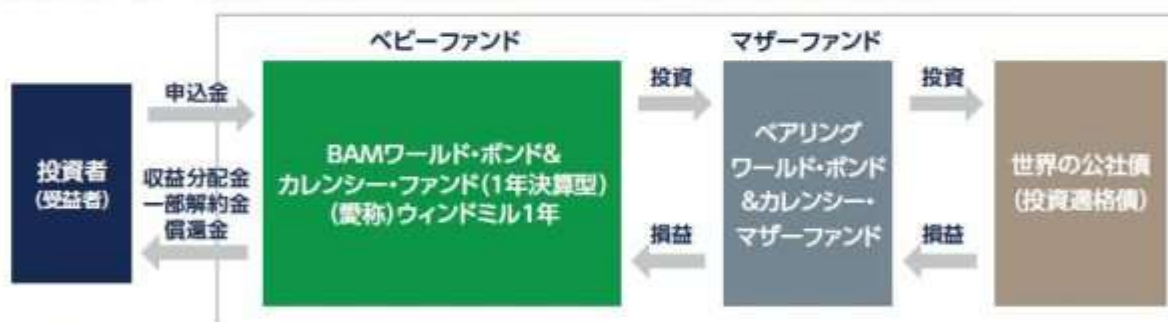 ベビーファンド
マザーファンド
投資者
(受益者)
申込金
収益分配金
一部解約金
償還金
BAMワールド・ボンド&
カレンシー・ファンド(1年決算型)
(愛称)ウィンドミル1年
投資
損益
ベアリング
ワールド・ボンド
&カレンシー・
マザーファンド
投資
損益
世界の公社債
(投資適格債)